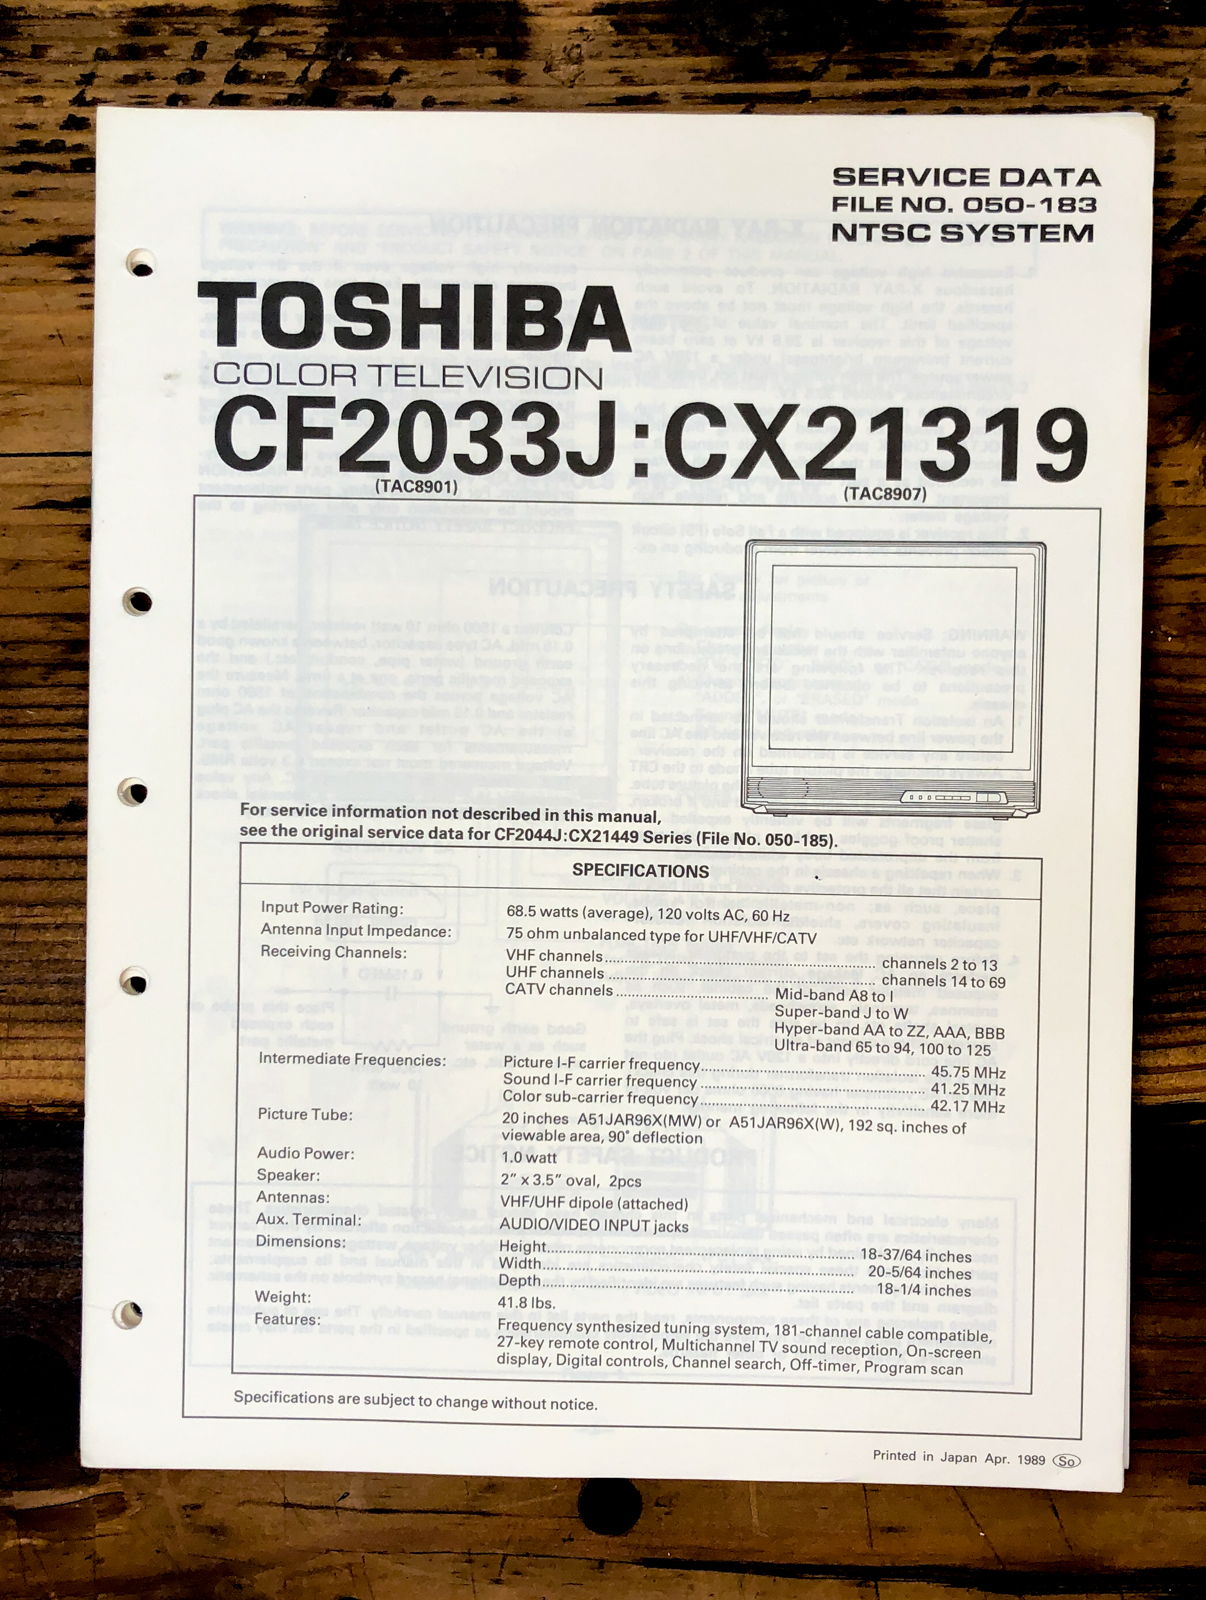 SERVICE DATA
FILE NO. 050-183
NTSC SYSTEM
TOSHIBA
COLOR TELEVISION
CF2033J:CX21319
(TAC8901) (TAC8907)
For service information not described in this manual,
see the original service data for CF2044J:CX21449 Series (File No. 050-185).
SPECIFICATIONS
Input Power Rating: 68.5 watts (average), 120 volts AC, 60 Hz
Antenna Input Impedance: 75 ohm unbalanced type for UHF/VHF/CATV
Receiving Channels: VHF channels ........ channels 2 to 13
UHF channels ........ channels 14 to 69
CATV channels ........ Mid-band A8 to I
Super-band J to W
Hyper-band AA to ZZ, AAA, BBB
Ultra-band 65 to 94, 100 to 125
Intermediate Frequencies: Picture I-F carrier frequency ........ 45.75 MHz
Sound I-F carrier frequency ........ 41.25 MHz
Color sub-carrier frequency ........ 42.17 MHz
Picture Tube: 20 inches A51JAR96X(MW) or A51JAR96X(W), 192 sq. inches of
viewable area, 90° deflection
Audio Power: 1.0 watt
Speaker: 2" x 3.5" oval, 2pcs
Antennas: VHF/UHF dipole (attached)
Aux. Terminal: AUDIO/VIDEO INPUT jacks
Dimensions: Height ........ 18-37/64 inches
Width ........ 20-5/64 inches
Depth ........ 18-1/4 inches
Weight: 41.8 lbs.
Features: Frequency synthesized tuning system, 181-channel cable compatible,
27-key remote control, Multichannel TV sound reception, On-screen
display, Digital controls, Channel search, Off-timer, Program scan
Specifications are subject to change without notice.
Printed in Japan Apr. 1989 So